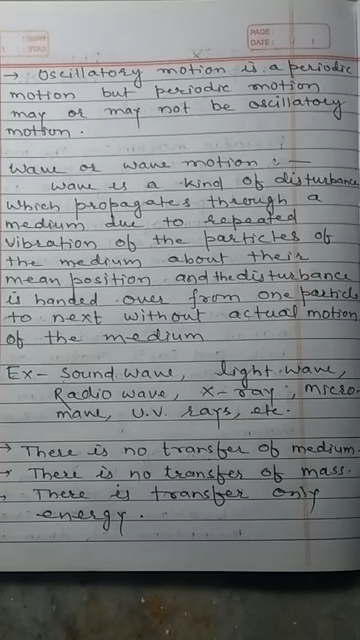 PAGE:
DATE: / /
→ Oscillatory motion is a periodic
motion but periodic motion
may or may not be oscillatory
motion.
Wave or wave motion :—
Wave is a kind of disturbance
which propagates through a
medium due to repeated
vibration of the particles of
the medium about their
mean position and the disturbance
is handed over from one particle
to next without actual motion
of the medium
Ex- Sound wave, light wave,
Radio wave, X-ray, micro-
mave, U.V. rays, etc.
→ There is no transfer of medium.
→ There is no transfer of mass.
→ There is transfer only
energy.